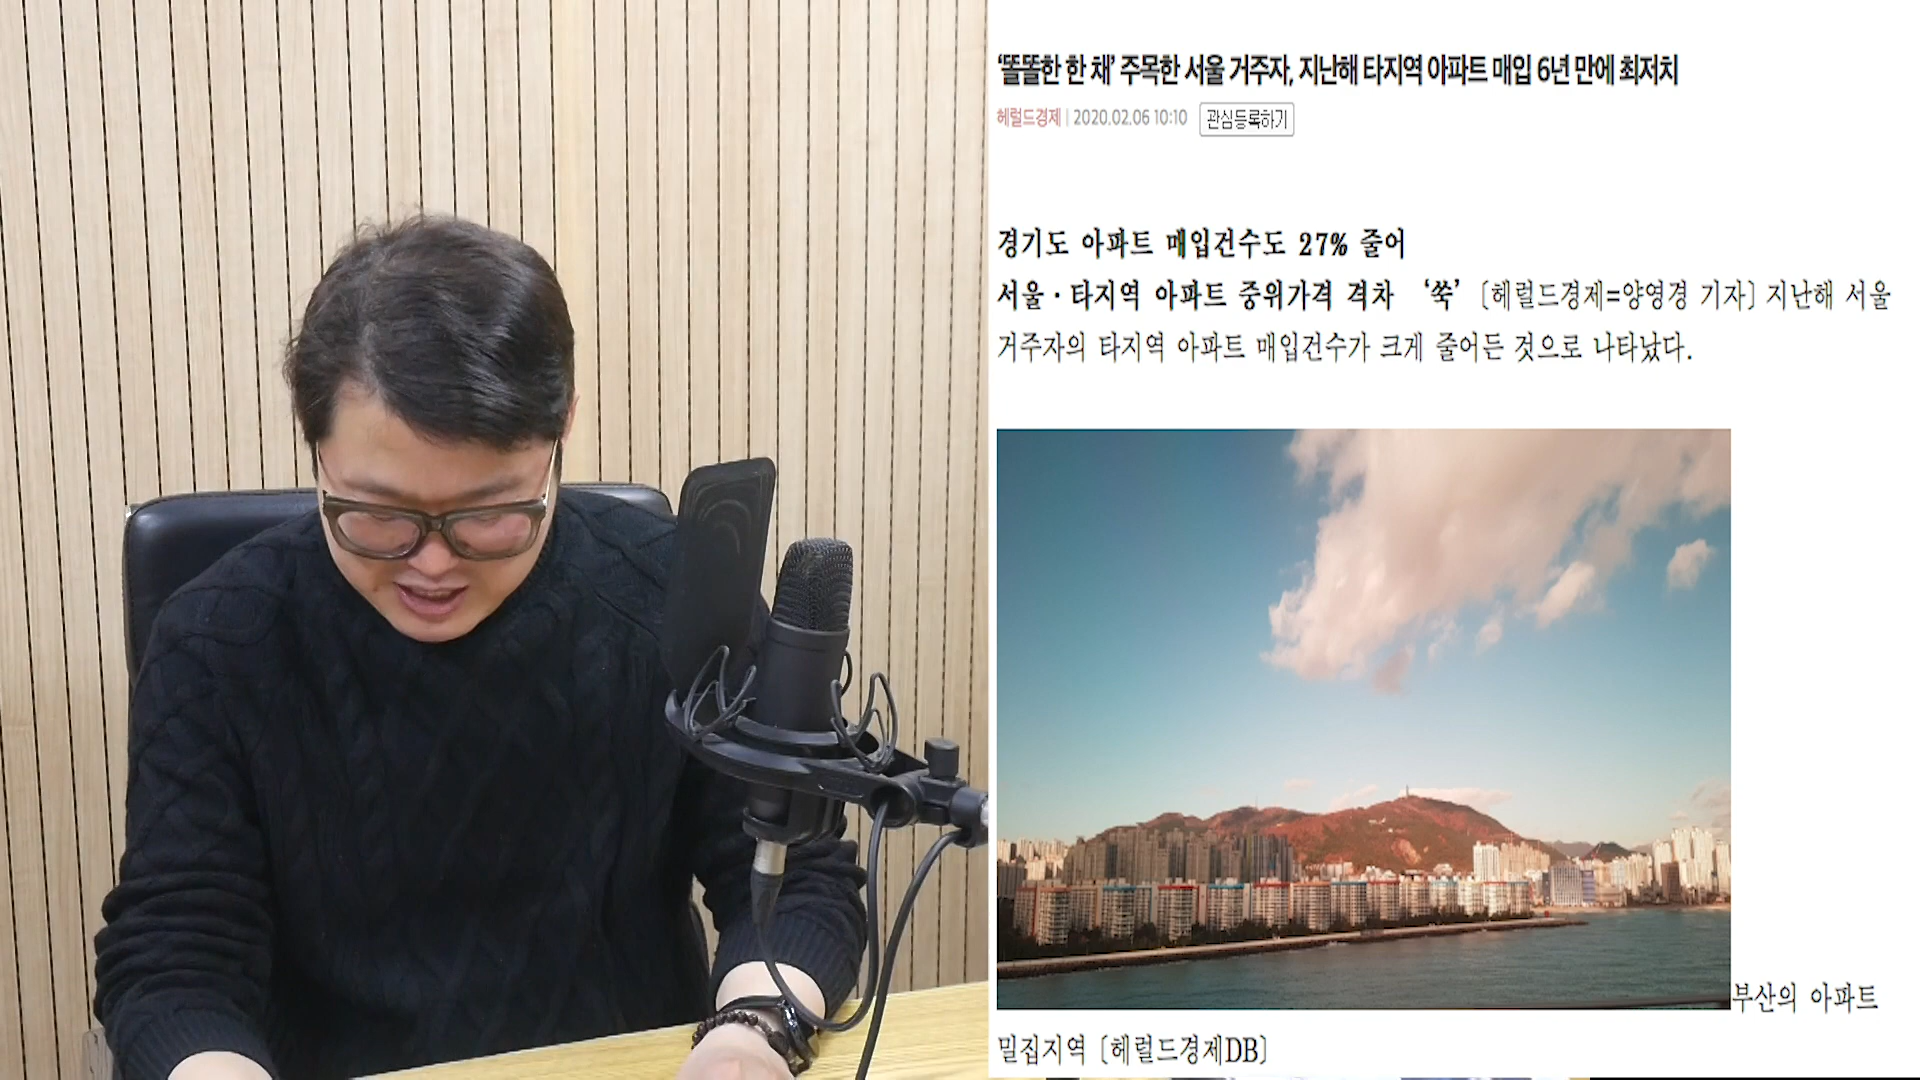 ‘똘똘한 한 채’ 주목한 서울 거주자, 지난해 타지역 아파트 매입 6년 만에 최저치
헤럴드경제 | 2020.02.06 10:10 관심등록하기
경기도 아파트 매입건수도 27% 줄어
서울·타지역 아파트 중위가격 격차 ‘쑥’ [헤럴드경제=양영경 기자] 지난해 서울
거주자의 타지역 아파트 매입건수가 크게 줄어든 것으로 나타났다.
부산의 아파트
밀집지역 [헤럴드경제DB]